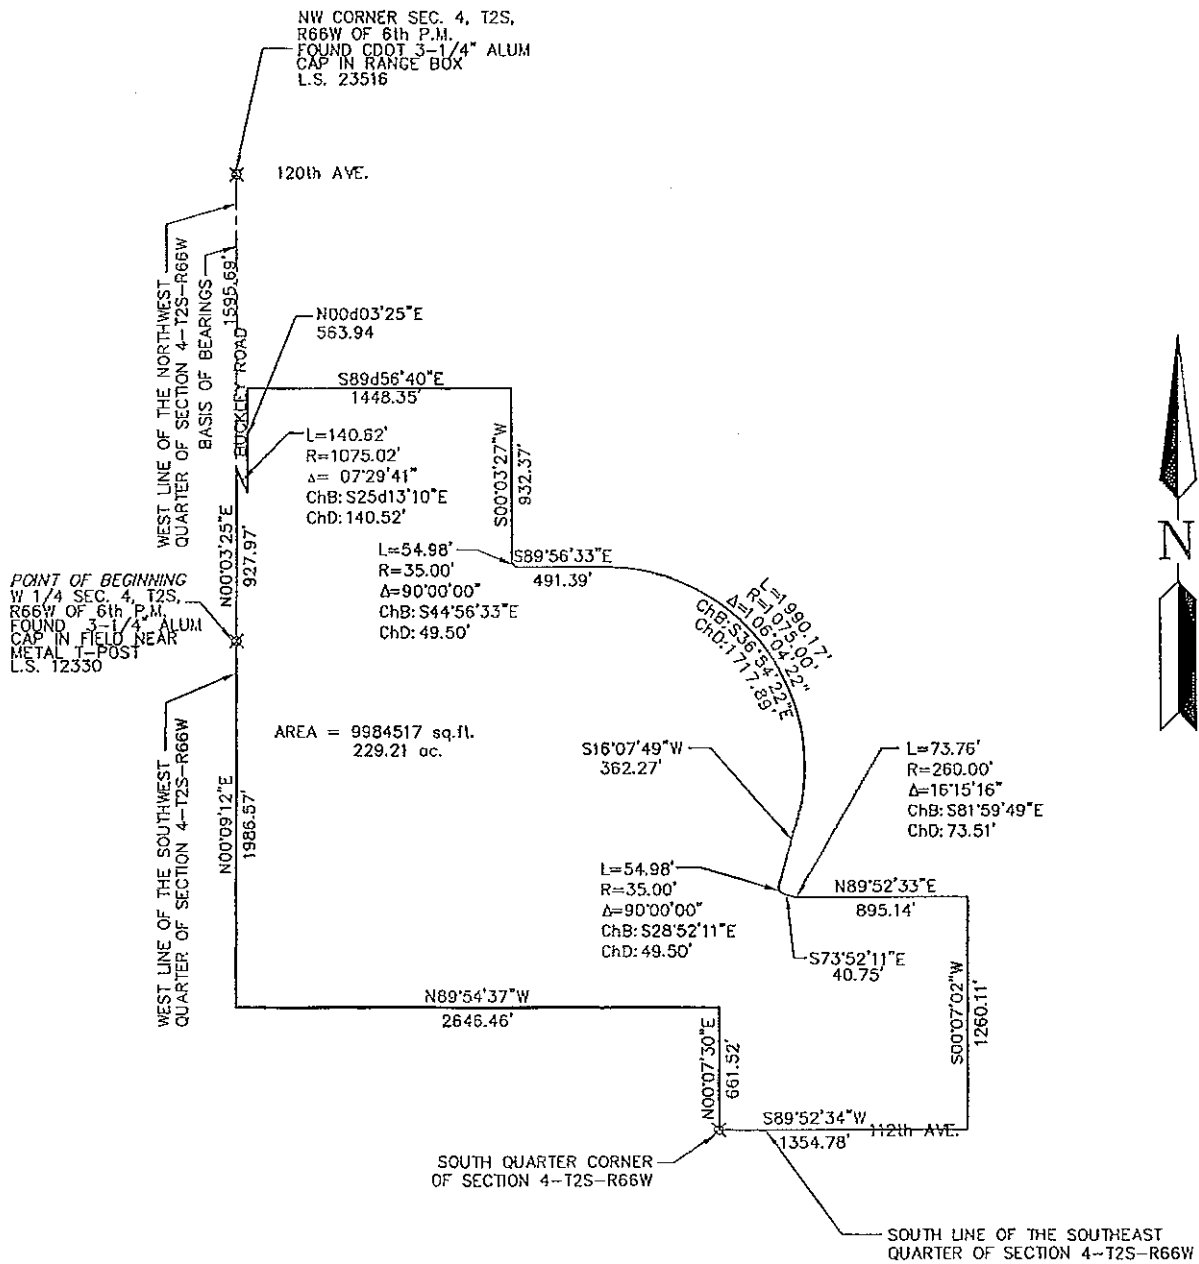 NW CORNER SEC. 4, T2S,
R66W OF 6th P.M.
FOUND CDOT 3-1/4" ALUM
CAP IN RANGE BOX
L.S. 23516
120th AVE.
WEST LINE OF THE NORTHWEST
QUARTER OF SECTION 4-T2S-R66W
BASIS OF BEARINGS
1595.69'
BUCKLEY ROAD
N00d03'25"E
563.94
S89d56'40"E
1448.35'
L=140.62'
R=1075.02'
Δ= 07°29'41"
ChB: S25d13'10"E
ChD: 140.52'
S00°03'27"W
932.37'
N00°03'25"E
927.97'
L=54.98'
R=35.00'
Δ=90°00'00"
ChB: S44°56'33"E
ChD: 49.50'
S89°56'33"E
491.39'
L=1990.17'
R=1075.00'
Δ=106°04'22"
ChB: S36°54'22"E
ChD: 1717.89'
POINT OF BEGINNING
W 1/4 SEC. 4, T2S,
R66W OF 6th P.M.
FOUND 3-1/4" ALUM
CAP IN FIELD NEAR
METAL T-POST
L.S. 12330
AREA = 9984517 sq.ft.
229.21 ac.
N
WEST LINE OF THE SOUTHWEST
QUARTER OF SECTION 4-T2S-R66W
N00°09'12"E
1986.57'
S16°07'49"W
362.27'
L=73.76'
R=260.00'
Δ=16°15'16"
ChB: S81°59'49"E
ChD: 73.51'
L=54.98'
R=35.00'
Δ=90°00'00"
ChB: S28°52'11"E
ChD: 49.50'
N89°52'33"E
895.14'
S73°52'11"E
40.75'
S00°07'02"W
1260.11'
N89°54'37"W
2646.46'
N00°07'30"E
661.52'
S89°52'34"W
1354.78'
112th AVE.
SOUTH QUARTER CORNER
OF SECTION 4-T2S-R66W
SOUTH LINE OF THE SOUTHEAST
QUARTER OF SECTION 4-T2S-R66W